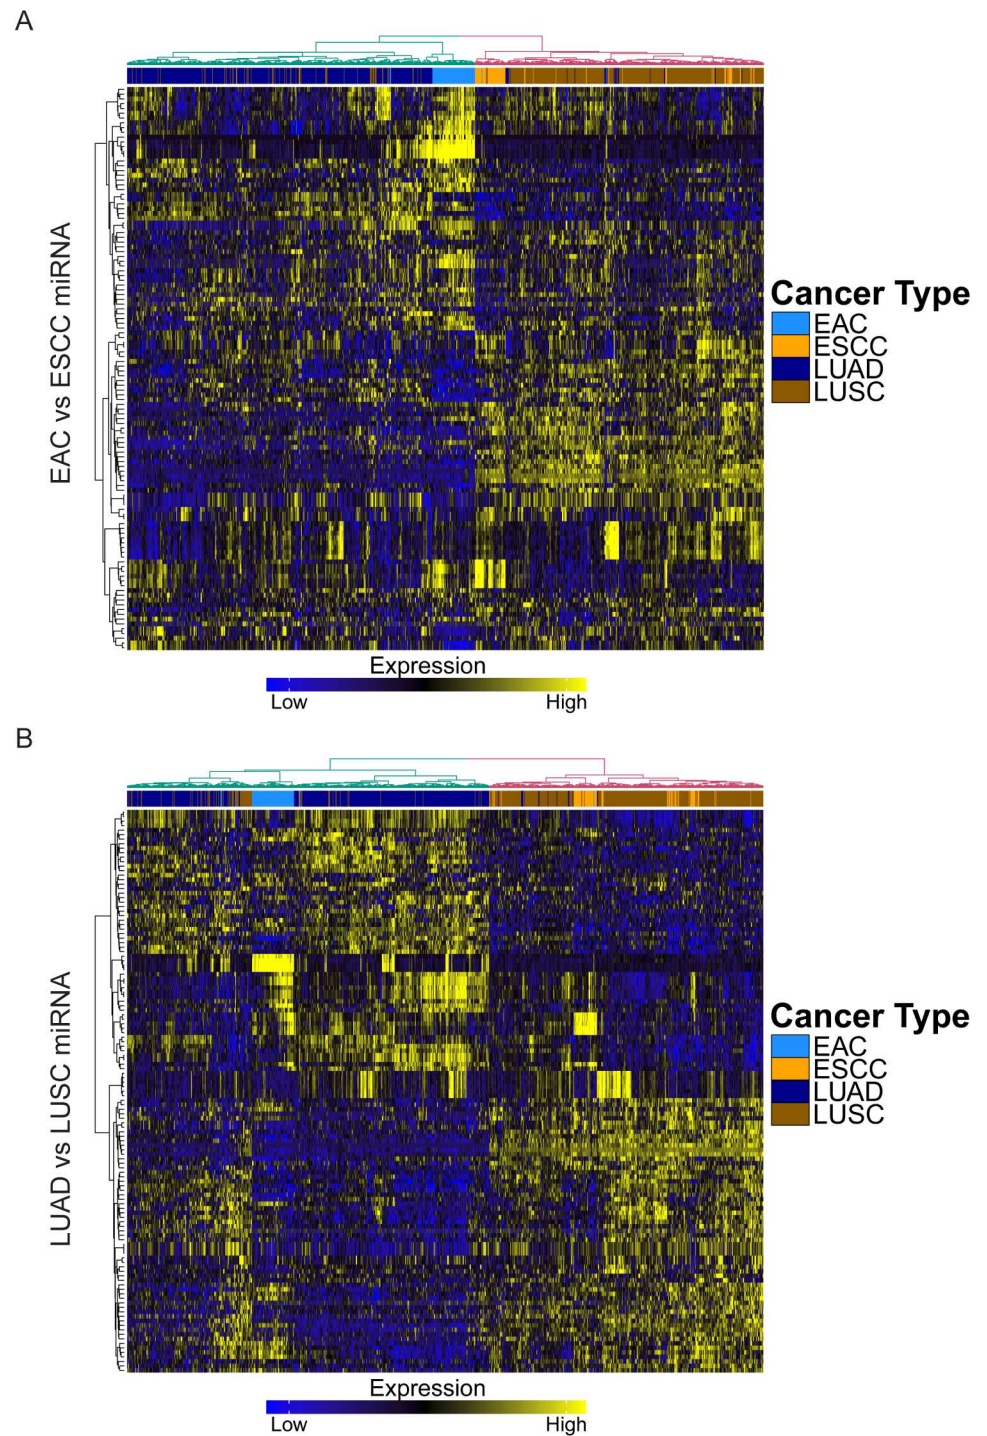 A
EAC vs ESCC miRNA
Cancer Type
EAC
ESCC
LUAD
LUSC
Expression
Low High
B
LUAD vs LUSC miRNA
Cancer Type
EAC
ESCC
LUAD
LUSC
Expression
Low High